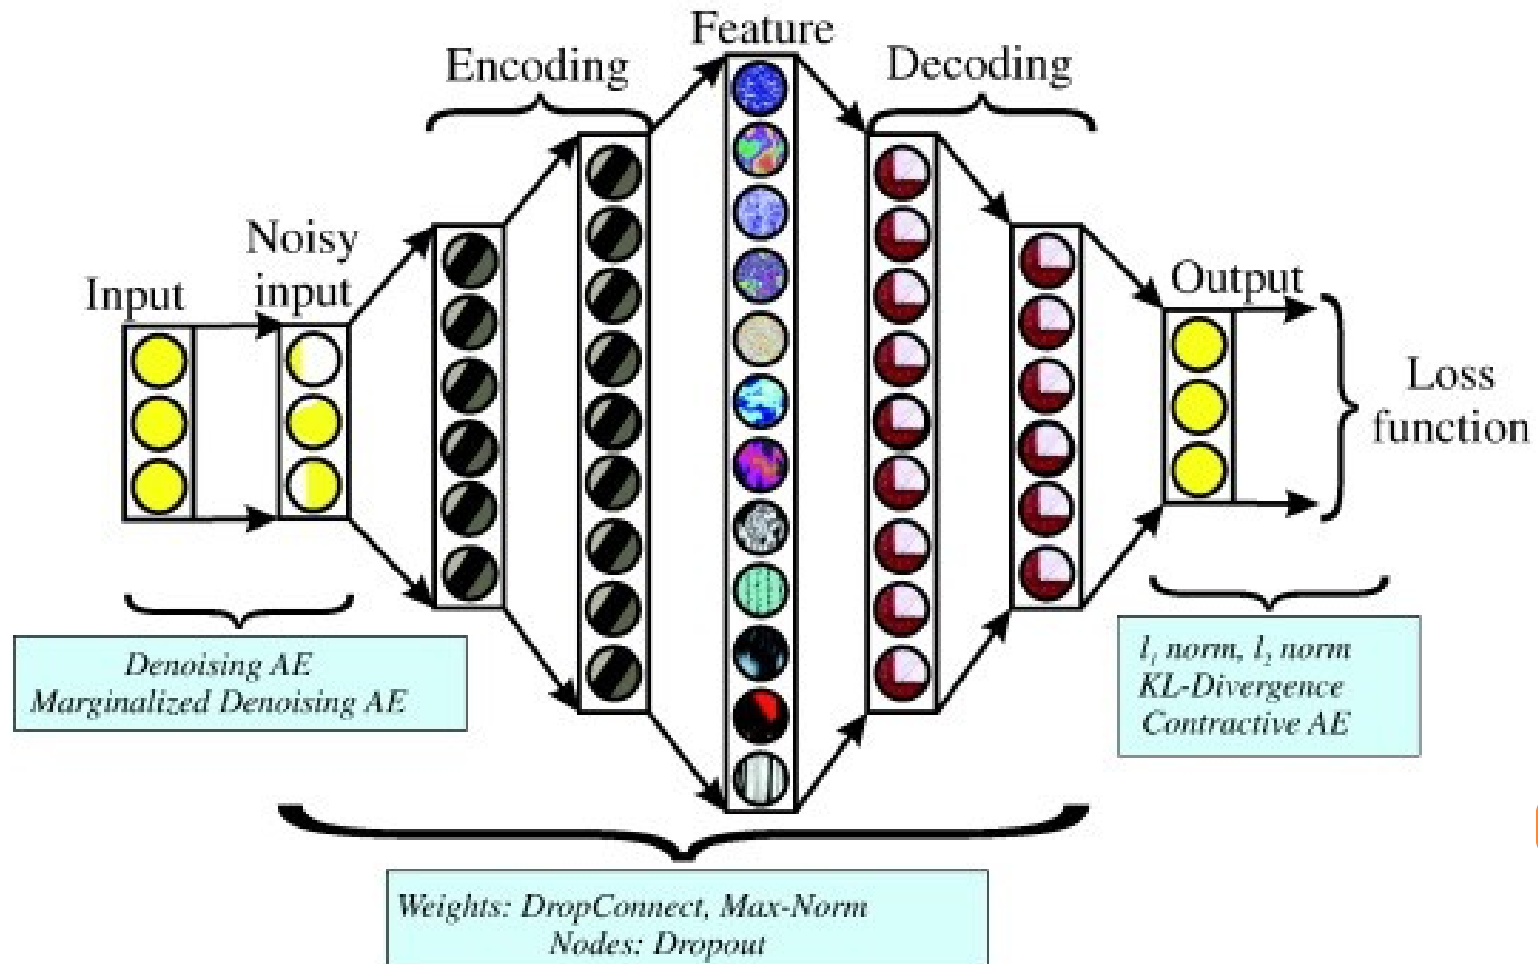 Feature
Encoding
Decoding
Noisy
input
Input
Output
Loss
function
Denoising AE
Marginalized Denoising AE
l₁ norm, l₂ norm
KL-Divergence
Contractive AE
Weights: DropConnect, Max-Norm
Nodes: Dropout